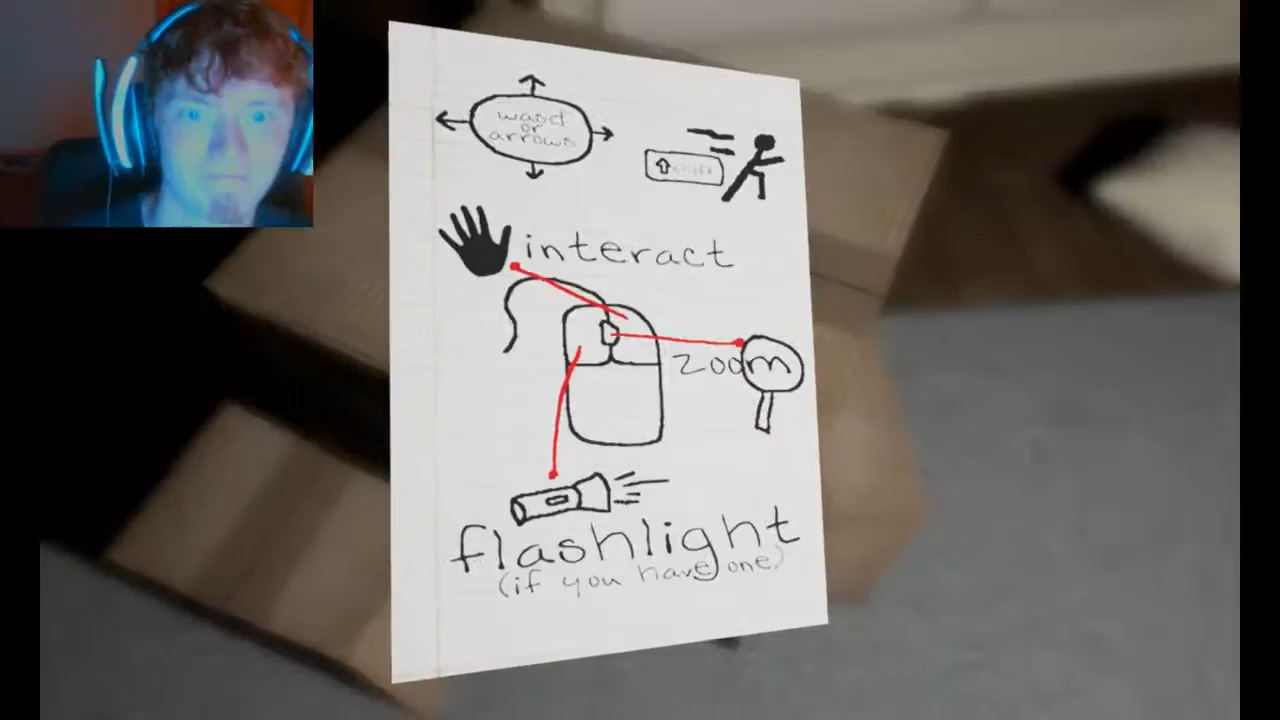 wasd
or
arrows
interact
zoom
flashlight
(if you have one)